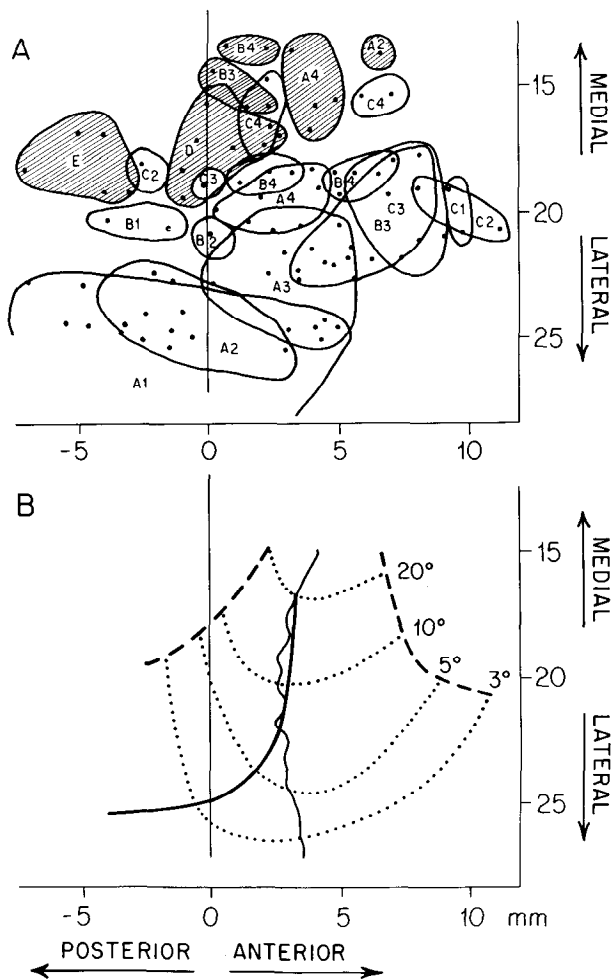 A
B4
A2
B3
A4
C4
C4
D
E
C2
C3
B4
B4
A4
C3
C1
B3
C2
B1
B2
A3
A2
A1
15
20
25
MEDIAL
LATERAL
-5 0 5 10
B
20°
10°
5° 3°
15
20
25
MEDIAL
LATERAL
-5 0 5 10 mm
POSTERIOR ANTERIOR